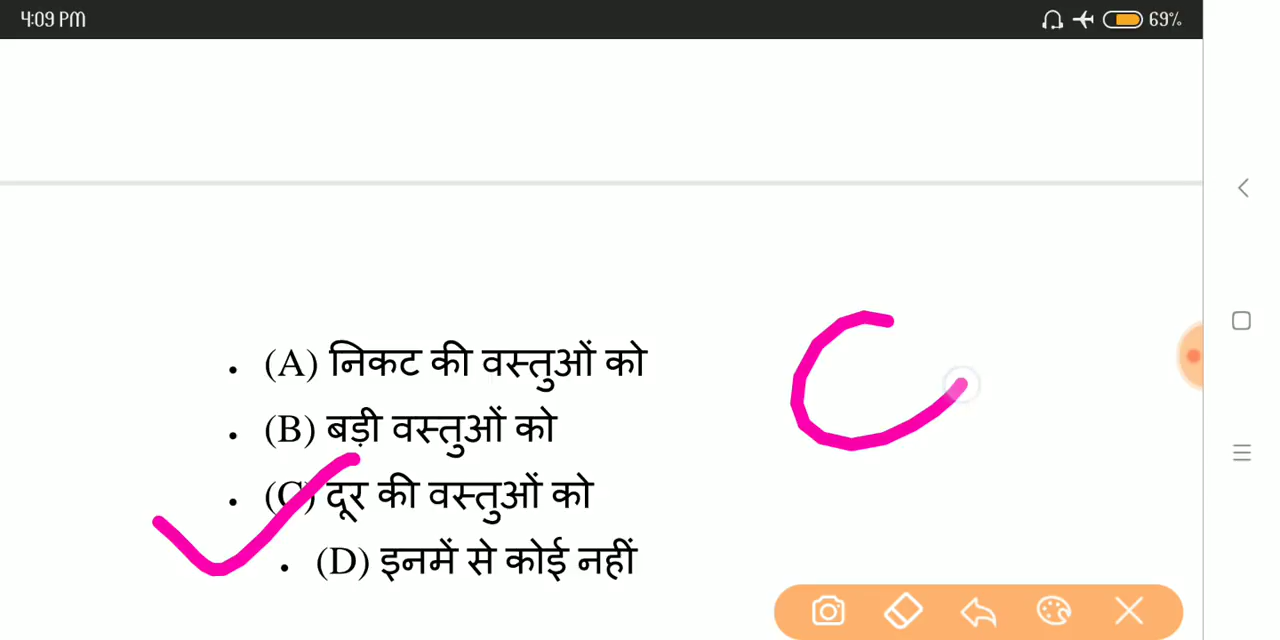 4:09 PM 69%
(A) निकट की वस्तुओं को
(B) बड़ी वस्तुओं को
(C) दूर की वस्तुओं को
(D) इनमें से कोई नहीं
C